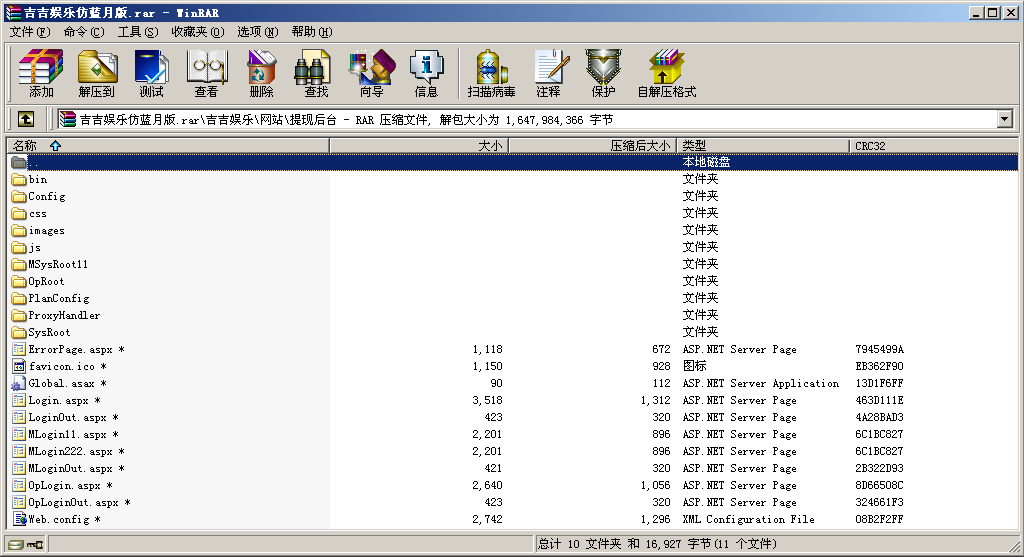 吉吉娱乐仿蓝月版.rar - WinRAR
文件(F) 命令(C) 工具(S) 收藏夹(O) 选项(N) 帮助(H)
添加 解压到 测试 查看 删除 查找 向导 信息 扫描病毒 注释 保护 自解压格式
吉吉娱乐仿蓝月版.rar\吉吉娱乐\网站\提现后台 - RAR 压缩文件, 解包大小为 1,647,984,366 字节
名称 大小 压缩后大小 类型 CRC32
.. 本地磁盘
bin 文件夹
Config 文件夹
css 文件夹
images 文件夹
js 文件夹
MSysRoot11 文件夹
OpRoot 文件夹
PlanConfig 文件夹
ProxyHandler 文件夹
SysRoot 文件夹
ErrorPage.aspx * 1,118 672 ASP.NET Server Page 7945499A
favicon.ico * 1,150 928 图标 EB362F90
Global.asax * 90 112 ASP.NET Server Application 13D1F6FF
Login.aspx * 3,518 1,312 ASP.NET Server Page 463D111E
LoginOut.aspx * 423 320 ASP.NET Server Page 4A28BAD3
MLogin11.aspx * 2,201 896 ASP.NET Server Page 6C1BC827
MLogin222.aspx * 2,201 896 ASP.NET Server Page 6C1BC827
MLoginOut.aspx * 421 320 ASP.NET Server Page 2B322D93
OpLogin.aspx * 2,640 1,056 ASP.NET Server Page 8D66508C
OpLoginOut.aspx * 423 320 ASP.NET Server Page 324661F3
Web.config * 2,742 1,296 XML Configuration File 08B2F2FF
总计 10 文件夹 和 16,927 字节(11 个文件)